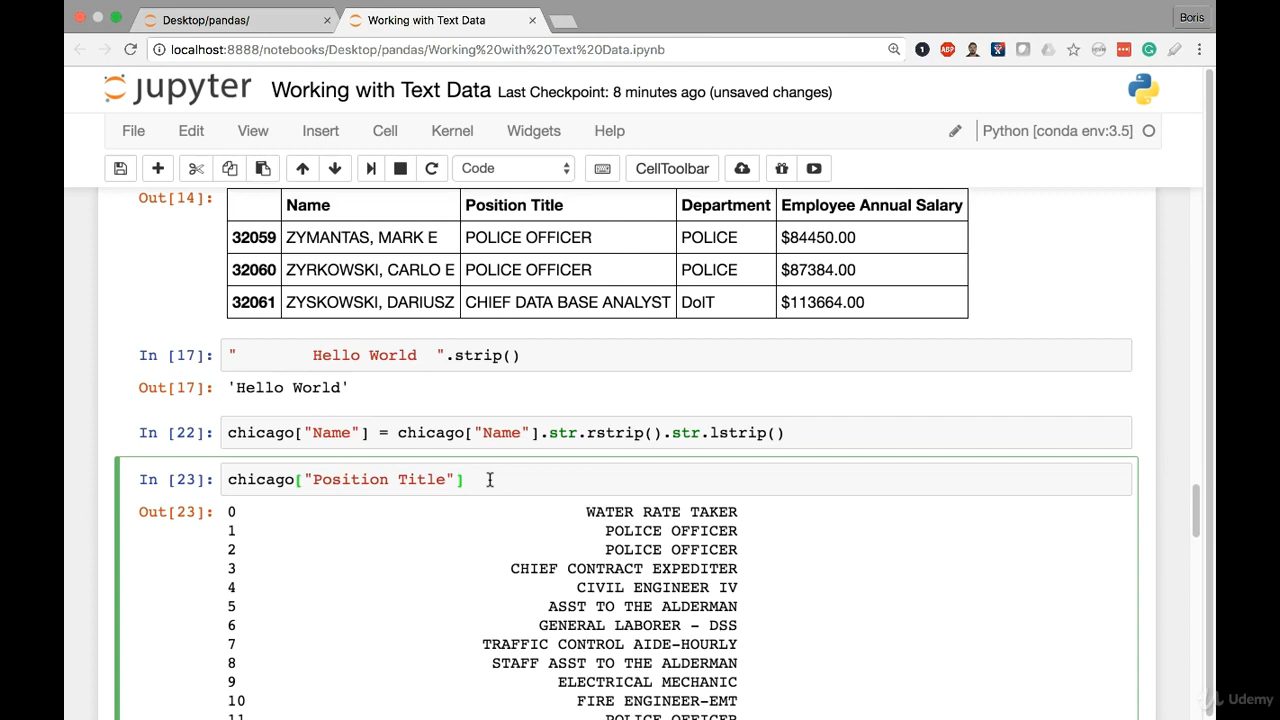 Desktop/pandas/
Working with Text Data
Boris
localhost:8888/notebooks/Desktop/pandas/Working%20with%20Text%20Data.ipynb
1
ABP
jupyter Working with Text Data Last Checkpoint: 8 minutes ago (unsaved changes)
File Edit View Insert Cell Kernel Widgets Help Python [conda env:3.5]
Code CellToolbar
Out[14]:
Name Position Title Department Employee Annual Salary
32059 ZYMANTAS, MARK E POLICE OFFICER POLICE $84450.00
32060 ZYRKOWSKI, CARLO E POLICE OFFICER POLICE $87384.00
32061 ZYSKOWSKI, DARIUSZ CHIEF DATA BASE ANALYST DoIT $113664.00
In [17]: "        Hello World  ".strip()
Out[17]: 'Hello World'
In [22]: chicago["Name"] = chicago["Name"].str.rstrip().str.lstrip()
In [23]: chicago["Position Title"]
Out[23]: 0 WATER RATE TAKER
1 POLICE OFFICER
2 POLICE OFFICER
3 CHIEF CONTRACT EXPEDITER
4 CIVIL ENGINEER IV
5 ASST TO THE ALDERMAN
6 GENERAL LABORER - DSS
7 TRAFFIC CONTROL AIDE-HOURLY
8 STAFF ASST TO THE ALDERMAN
9 ELECTRICAL MECHANIC
10 FIRE ENGINEER-EMT
11 POLICE OFFICER
Udemy